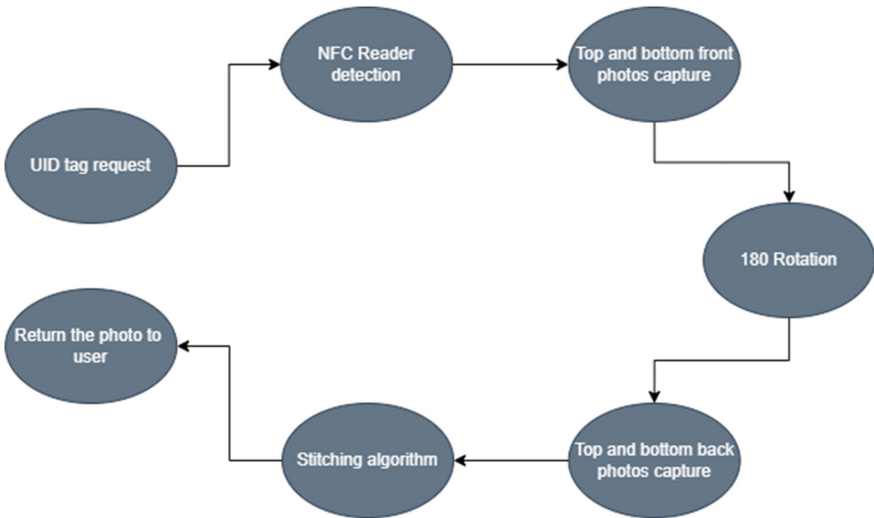 UID tag request
NFC Reader
detection
Top and bottom front
photos capture
180 Rotation
Top and bottom back
photos capture
Stitching algorithm
Return the photo to
user